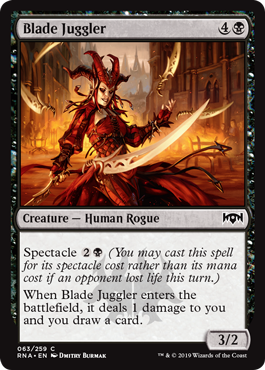 Blade Juggler 4
Creature — Human Rogue
RNA
Spectacle 2 (You may cast this spell
for its spectacle cost rather than its mana
cost if an opponent lost life this turn.)
When Blade Juggler enters the
battlefield, it deals 1 damage to you
and you draw a card.
3/2
063/259 C
RNA • EN Dmitry Burmak
™ & © 2019 Wizards of the Coast